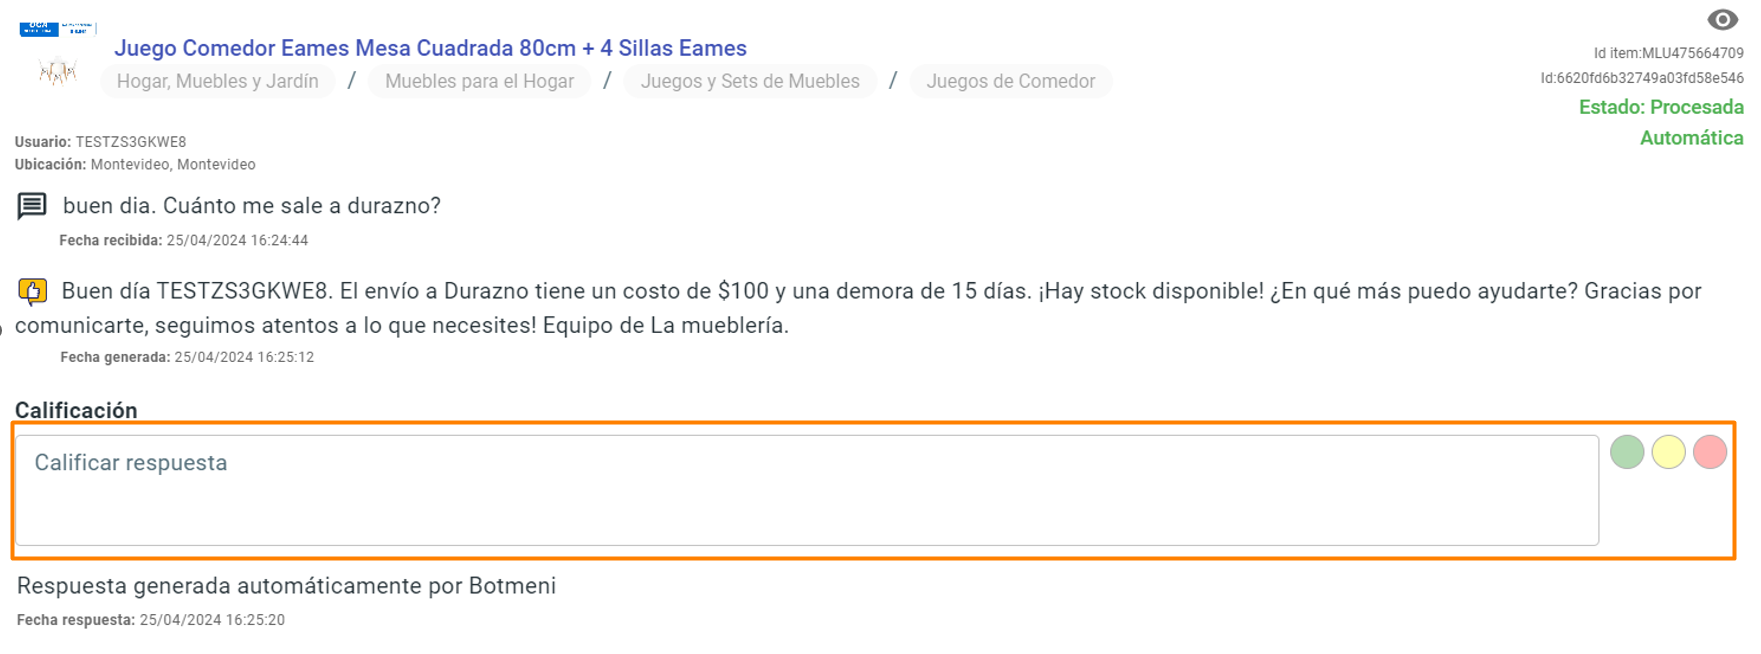 Juego Comedor Eames Mesa Cuadrada 80cm + 4 Sillas Eames
Hogar, Muebles y Jardín / Muebles para el Hogar / Juegos y Sets de Muebles / Juegos de Comedor
Id item:MLU475664709
Id:6620fd6b32749a03fd58e546
Estado: Procesada
Automática
Usuario: TESTZS3GKWE8
Ubicación: Montevideo, Montevideo
buen dia. Cuánto me sale a durazno?
Fecha recibida: 25/04/2024 16:24:44
Buen día TESTZS3GKWE8. El envío a Durazno tiene un costo de $100 y una demora de 15 días. ¡Hay stock disponible! ¿En qué más puedo ayudarte? Gracias por
comunicarte, seguimos atentos a lo que necesites! Equipo de La mueblería.
Fecha generada: 25/04/2024 16:25:12
Calificación
Calificar respuesta
Respuesta generada automáticamente por Botmeni
Fecha respuesta: 25/04/2024 16:25:20